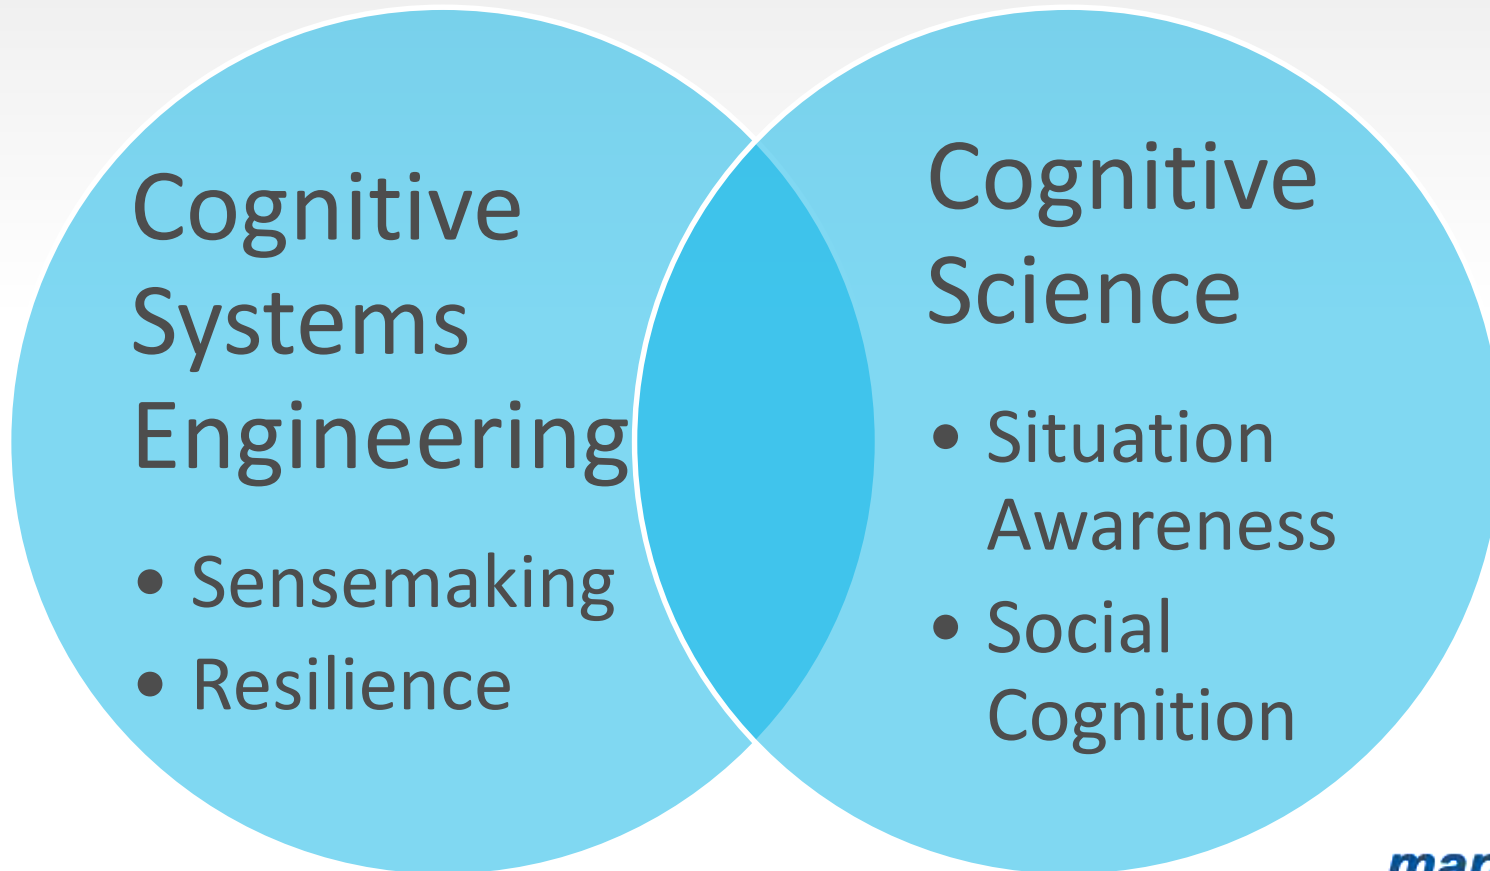 Cognitive
Systems
Engineering
• Sensemaking
• Resilience
Cognitive
Science
• Situation
Awareness
• Social
Cognition